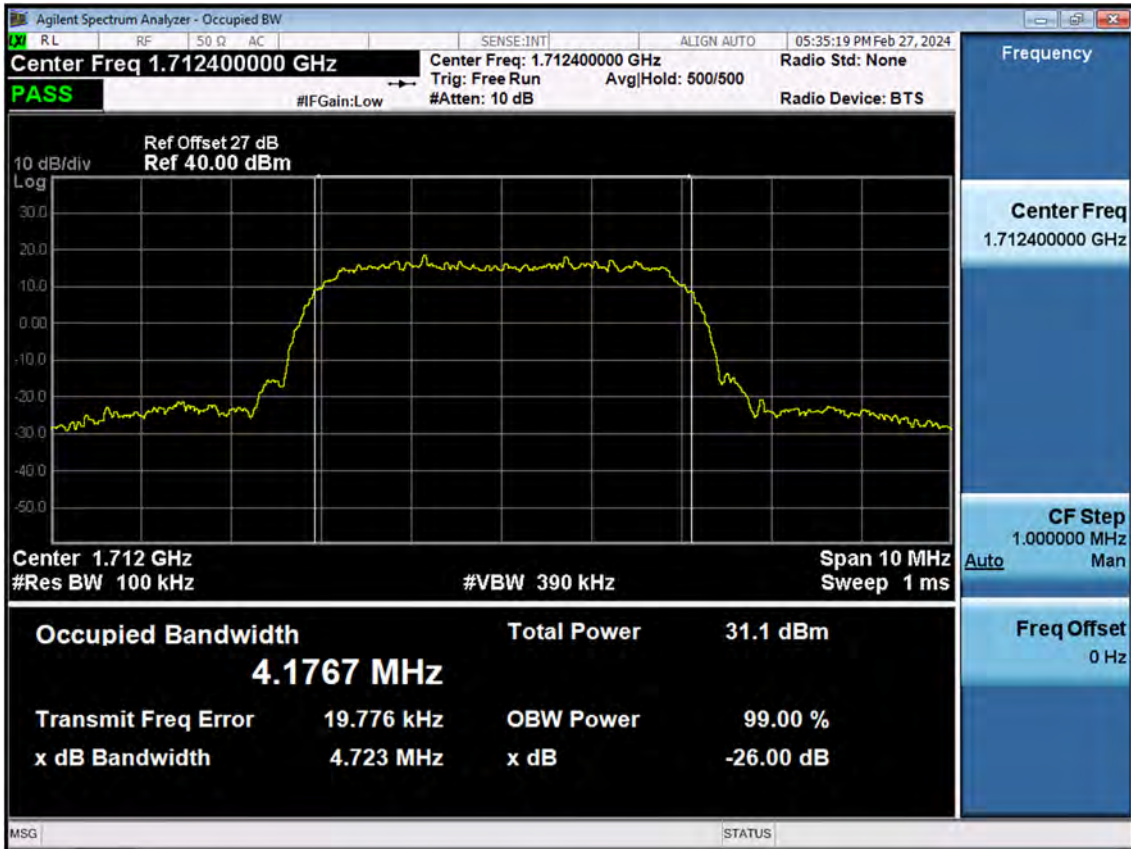 Agilent Spectrum Analyzer - Occupied BW
LXI RL RF 50 Ω AC SENSE:INT ALIGN AUTO 05:35:19 PM Feb 27, 2024
Center Freq 1.712400000 GHz
Center Freq: 1.712400000 GHz
Radio Std: None
Trig: Free Run Avg|Hold: 500/500
PASS
#IFGain:Low
#Atten: 10 dB
Radio Device: BTS
Ref Offset 27 dB
10 dB/div Ref 40.00 dBm
Log
30.0
20.0
10.0
0.00
-10.0
-20.0
-30.0
-40.0
-50.0
Center 1.712 GHz Span 10 MHz
#Res BW 100 kHz #VBW 390 kHz Sweep 1 ms
Occupied Bandwidth Total Power 31.1 dBm
4.1767 MHz
Transmit Freq Error 19.776 kHz OBW Power 99.00 %
x dB Bandwidth 4.723 MHz x dB -26.00 dB
MSG STATUS
Frequency
Center Freq
1.712400000 GHz
CF Step
1.000000 MHz
Auto Man
Freq Offset
0 Hz